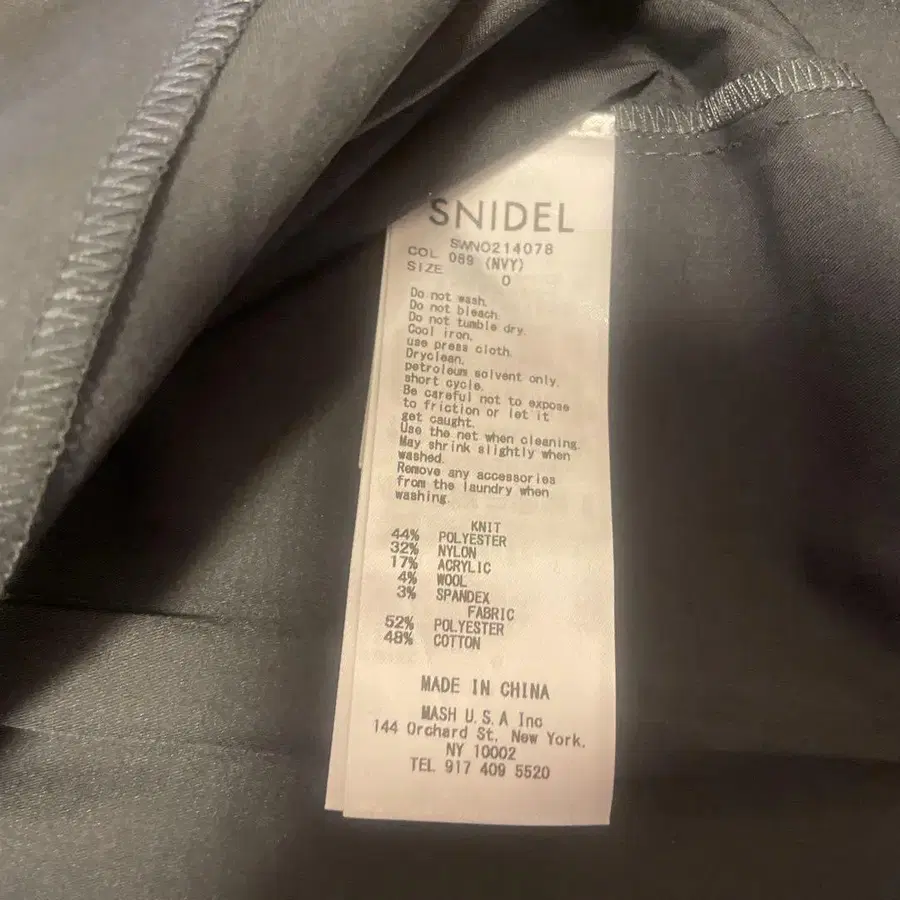 SNIDEL
SWNO214078
COL 089 (NVY)
SIZE 0
Do not wash.
Do not bleach.
Do not tumble dry.
Cool iron.
use press cloth.
Dryclean.
petroleum solvent only.
short cycle.
Be careful not to expose
to friction or let it
get caught.
Use the net when cleaning.
May shrink slightly when
washed.
Remove any accessories
from the laundry when
washing.
KNIT
44% POLYESTER
32% NYLON
17% ACRYLIC
4% WOOL
3% SPANDEX
FABRIC
52% POLYESTER
48% COTTON
MADE IN CHINA
MASH U.S.A Inc
144 Orchard St, New York,
NY 10002
TEL 917 409 5520